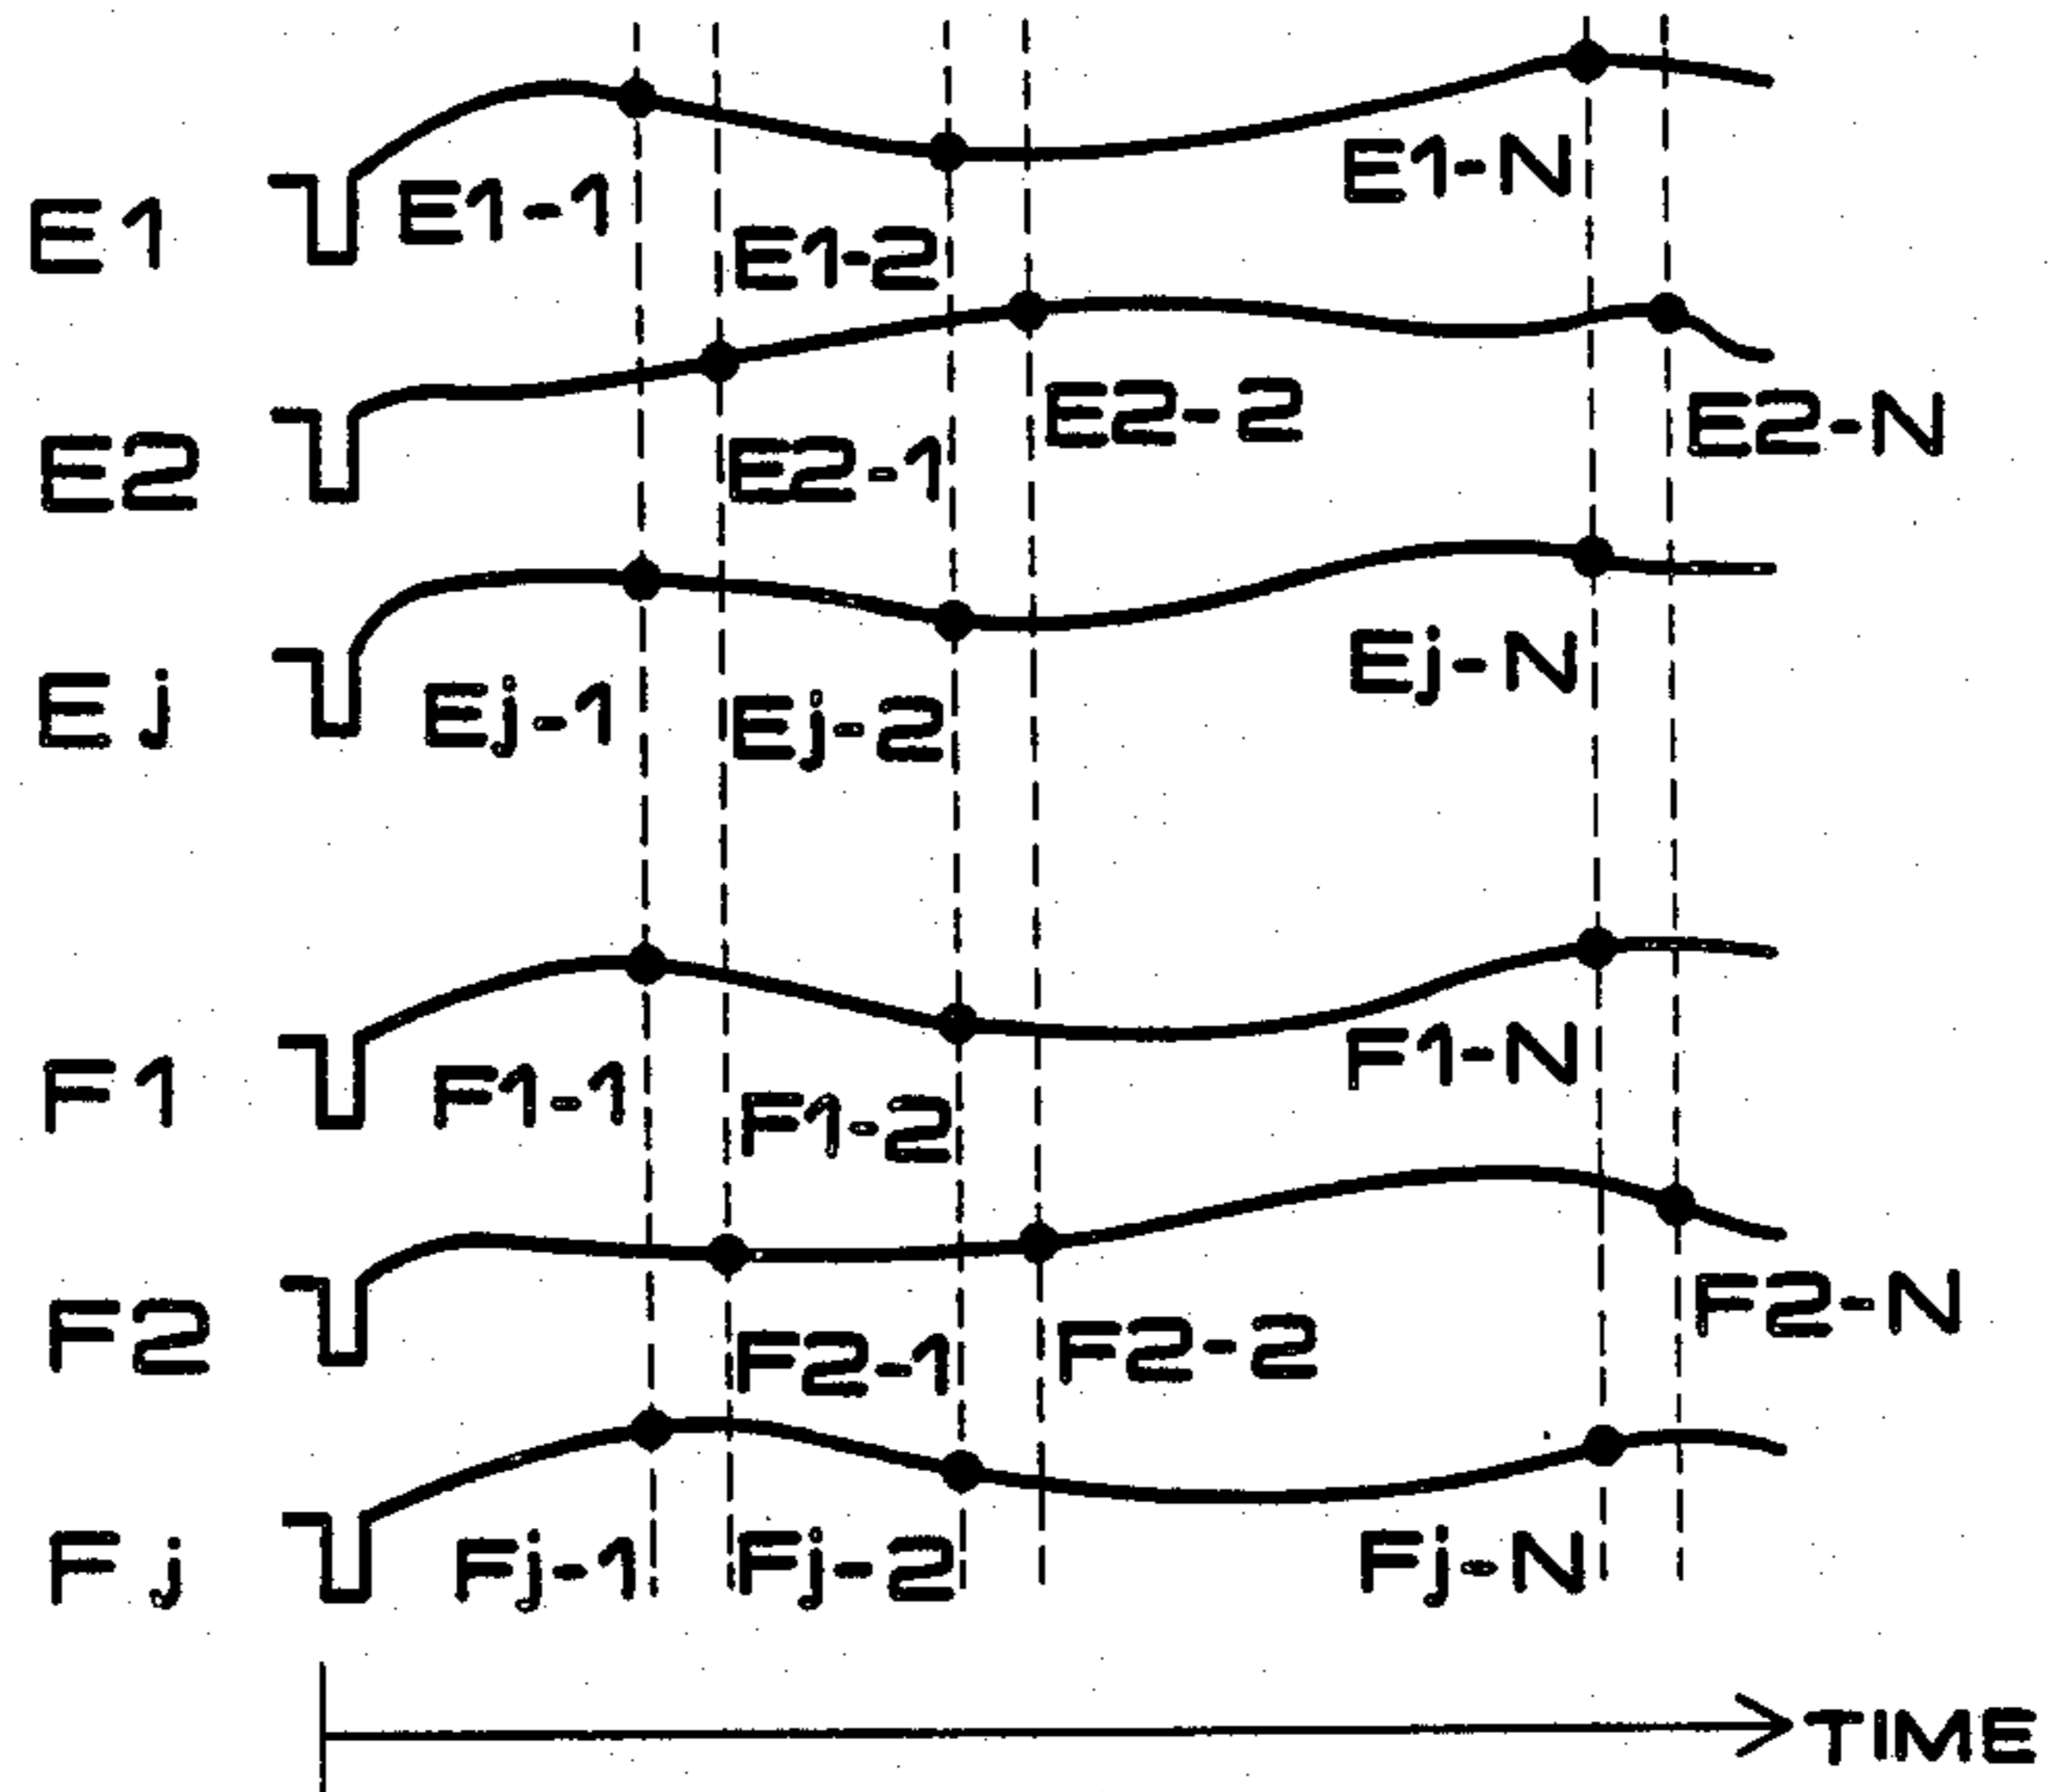 E1 E1-1 E1-2 E1-N
E2 E2-1 E2-2 E2-N
Ej Ej-1 Ej-2 Ej-N
F1 F1-1 F1-2 F1-N
F2 F2-1 F2-2 F2-N
Fj Fj-1 Fj-2 Fj-N
TIME